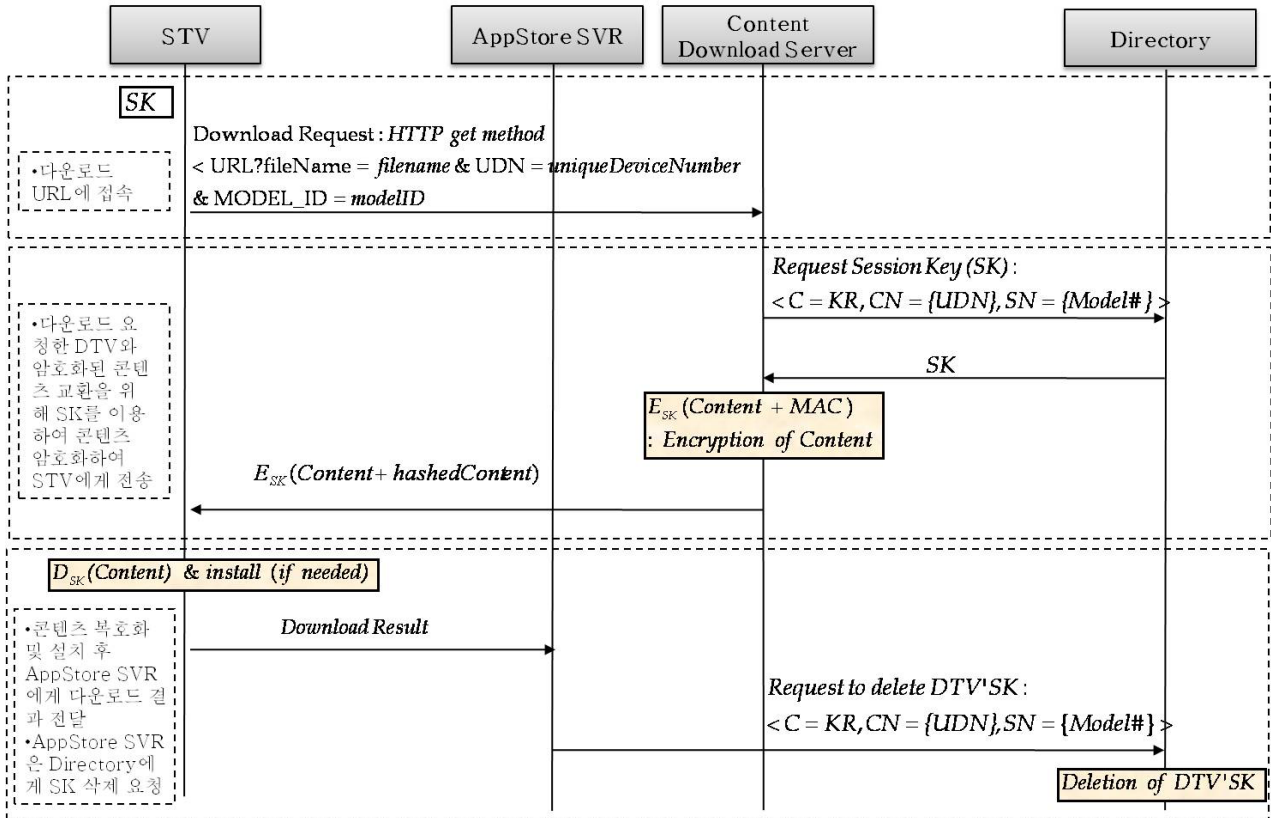 STV
AppStore SVR
Content
Download Server
Directory
SK
Download Request : HTTP get method
< URL?fileName = filename & UDN = uniqueDeviceNumber
& MODEL_ID = modelID
•다운로드
URL에 접속
Request Session Key (SK) :
< C = KR, CN = {UDN}, SN = {Model# } >
SK
•다운로드 요
청한 DTV와
암호화된 콘텐
츠 교환을 위
해 SK를 이용
하여 콘텐츠
암호화하여
STV에게 전송
E_SK (Content + MAC )
: Encryption of Content
E_SK (Content+ hashedContent)
D_SK (Content) & install (if needed)
•콘텐츠 복호화
및 설치 후
AppStore SVR
에게 다운로드 결
과 전달
•AppStore SVR
은 Directory에
게 SK 삭제 요청
Download Result
Request to delete DTV'SK :
< C = KR, CN = {UDN}, SN = {Model# } >
Deletion of DTV'SK